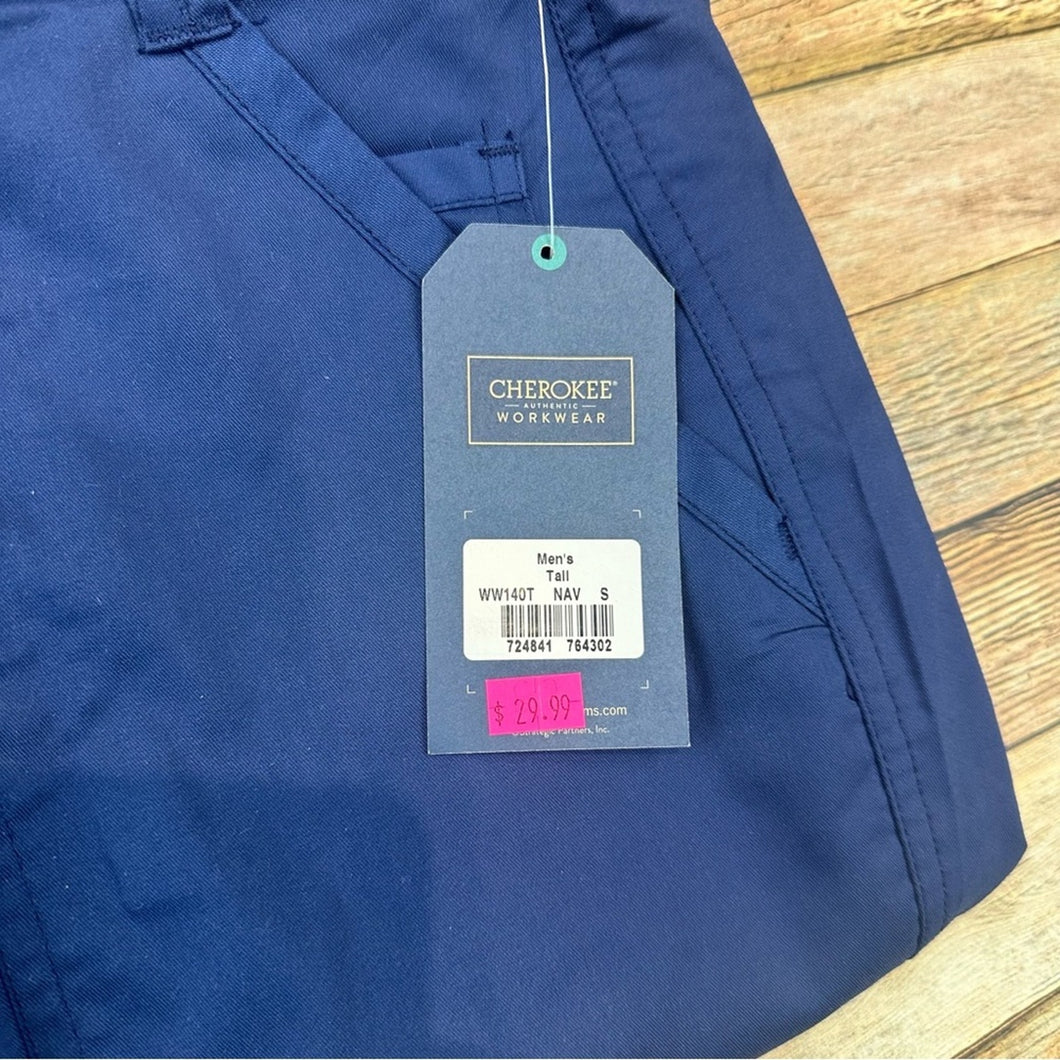 CHEROKEE®
AUTHENTIC
WORKWEAR
Men's
Tall
WW140T NAV S
724841 764302
$ 29.99
ms.com
©Strategic Partners, Inc.